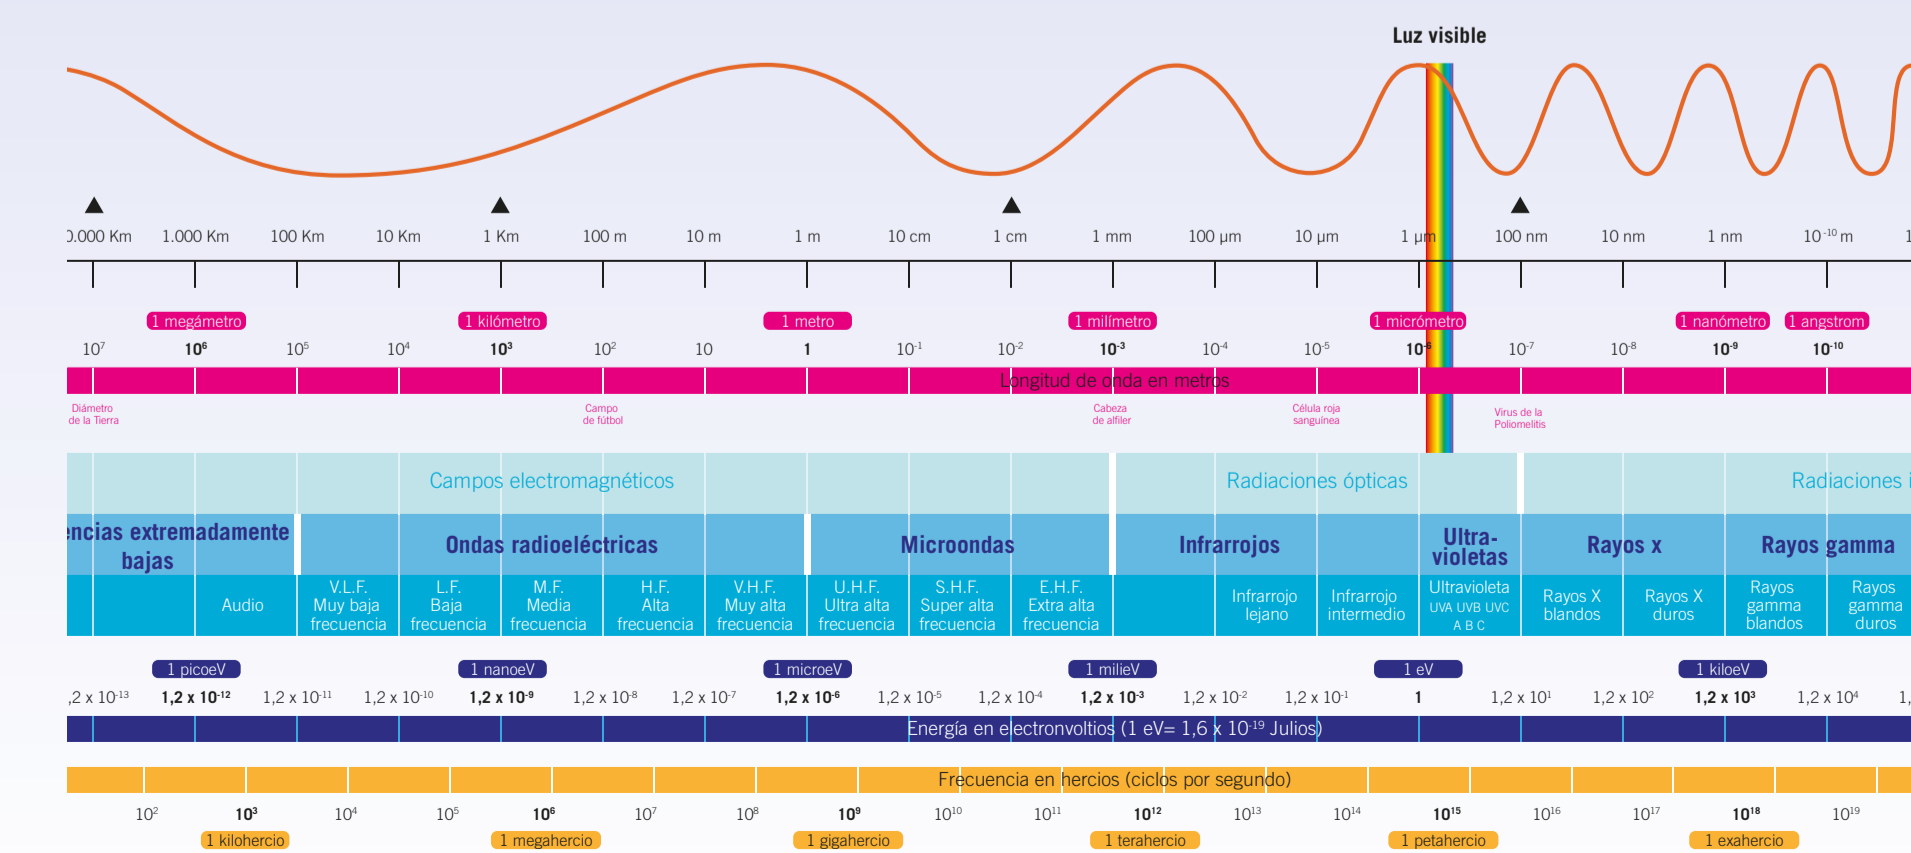 Luz visible
0.000 Km 1.000 Km 100 Km 10 Km 1 Km 100 m 10 m 1 m 10 cm 1 cm 1 mm 100 µm 10 µm 1 µm 100 nm 10 nm 1 nm 10⁻¹⁰ m 1
1 megámetro 1 kilómetro 1 metro 1 milímetro 1 micrómetro 1 nanómetro 1 angstrom
10⁷ 10⁶ 10⁵ 10⁴ 10³ 10² 10 1 10⁻¹ 10⁻² 10⁻³ 10⁻⁴ 10⁻⁵ 10⁻⁶ 10⁻⁷ 10⁻⁸ 10⁻⁹ 10⁻¹⁰
Longitud de onda en metros
Diámetro
de la Tierra
Campo
de fútbol
Cabeza
de alfiler
Célula roja
sanguínea
Virus de la
Poliomelitis
Campos electromagnéticos Radiaciones ópticas Radiaciones i
encias extremadamente
bajas
Ondas radioeléctricas
Microondas
Infrarrojos
Ultra-
violetas
Rayos x
Rayos gamma
Audio
V.L.F.
Muy baja
frecuencia
L.F.
Baja
frecuencia
M.F.
Media
frecuencia
H.F.
Alta
frecuencia
V.H.F.
Muy alta
frecuencia
U.H.F.
Ultra alta
frecuencia
S.H.F.
Super alta
frecuencia
E.H.F.
Extra alta
frecuencia
Infrarrojo
lejano
Infrarrojo
intermedio
Ultravioleta
UVA UVB UVC
A B C
Rayos X
blandos
Rayos X
duros
Rayos
gamma
blandos
Rayos
gamma
duros
1 picoeV 1 nanoeV 1 microeV 1 milieV 1 eV 1 kiloeV
,2 x 10⁻¹³ 1,2 x 10⁻¹² 1,2 x 10⁻¹¹ 1,2 x 10⁻¹⁰ 1,2 x 10⁻⁹ 1,2 x 10⁻⁸ 1,2 x 10⁻⁷ 1,2 x 10⁻⁶ 1,2 x 10⁻⁵ 1,2 x 10⁻⁴ 1,2 x 10⁻³ 1,2 x 10⁻² 1,2 x 10⁻¹ 1 1,2 x 10¹ 1,2 x 10² 1,2 x 10³ 1,2 x 10⁴ 1,
Energía en electronvoltios (1 eV= 1,6 x 10⁻¹⁹ Julios)
Frecuencia en hercios (ciclos por segundo)
10² 10³ 10⁴ 10⁵ 10⁶ 10⁷ 10⁸ 10⁹ 10¹⁰ 10¹¹ 10¹² 10¹³ 10¹⁴ 10¹⁵ 10¹⁶ 10¹⁷ 10¹⁸ 10¹⁹
1 kilohercio 1 megahercio 1 gigahercio 1 terahercio 1 petahercio 1 exahercio